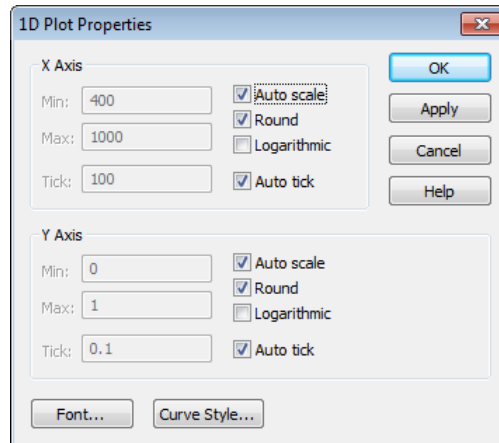 1D Plot Properties
X Axis
Min: 400
Max: 1000
Tick: 100
Auto scale
Round
Logarithmic
Auto tick
OK
Apply
Cancel
Help
Y Axis
Min: 0
Max: 1
Tick: 0.1
Auto scale
Round
Logarithmic
Auto tick
Font...
Curve Style...